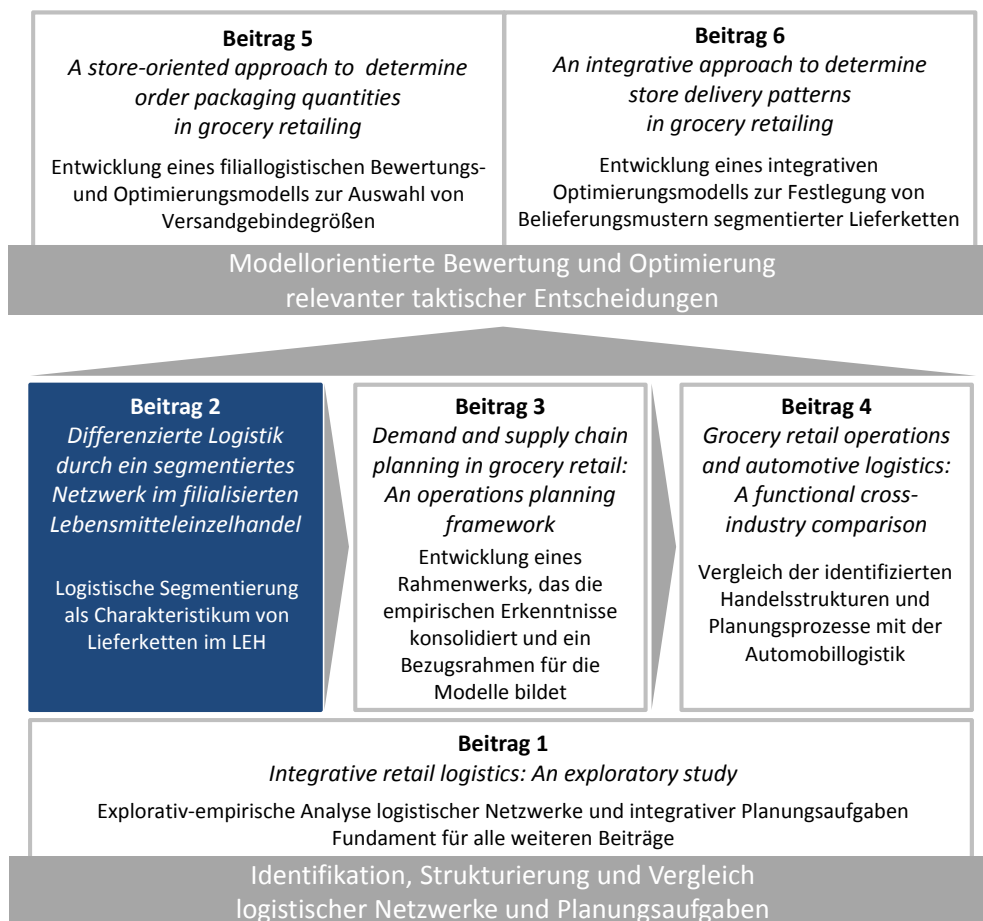 Beitrag 5
A store-oriented approach to determine
order packaging quantities
in grocery retailing
Entwicklung eines filiallogistischen Bewertungs-
und Optimierungsmodells zur Auswahl von
Versandgebindegrößen
Beitrag 6
An integrative approach to determine
store delivery patterns
in grocery retailing
Entwicklung eines integrativen
Optimierungsmodells zur Festlegung von
Belieferungsmustern segmentierter Lieferketten
Modellorientierte Bewertung und Optimierung
relevanter taktischer Entscheidungen
Beitrag 2
Differenzierte Logistik
durch ein segmentiertes
Netzwerk im filialisierten
Lebensmitteleinzelhandel
Logistische Segmentierung
als Charakteristikum von
Lieferketten im LEH
Beitrag 3
Demand and supply chain
planning in grocery retail:
An operations planning
framework
Entwicklung eines
Rahmenwerks, das die
empirischen Erkenntnisse
konsolidiert und ein
Bezugsrahmen für die
Modelle bildet
Beitrag 4
Grocery retail operations
and automotive logistics:
A functional cross-
industry comparison
Vergleich der identifizierten
Handelsstrukturen und
Planungsprozesse mit der
Automobillogistik
Beitrag 1
Integrative retail logistics: An exploratory study
Explorativ-empirische Analyse logistischer Netzwerke und integrativer Planungsaufgaben
Fundament für alle weiteren Beiträge
Identifikation, Strukturierung und Vergleich
logistischer Netzwerke und Planungsaufgaben